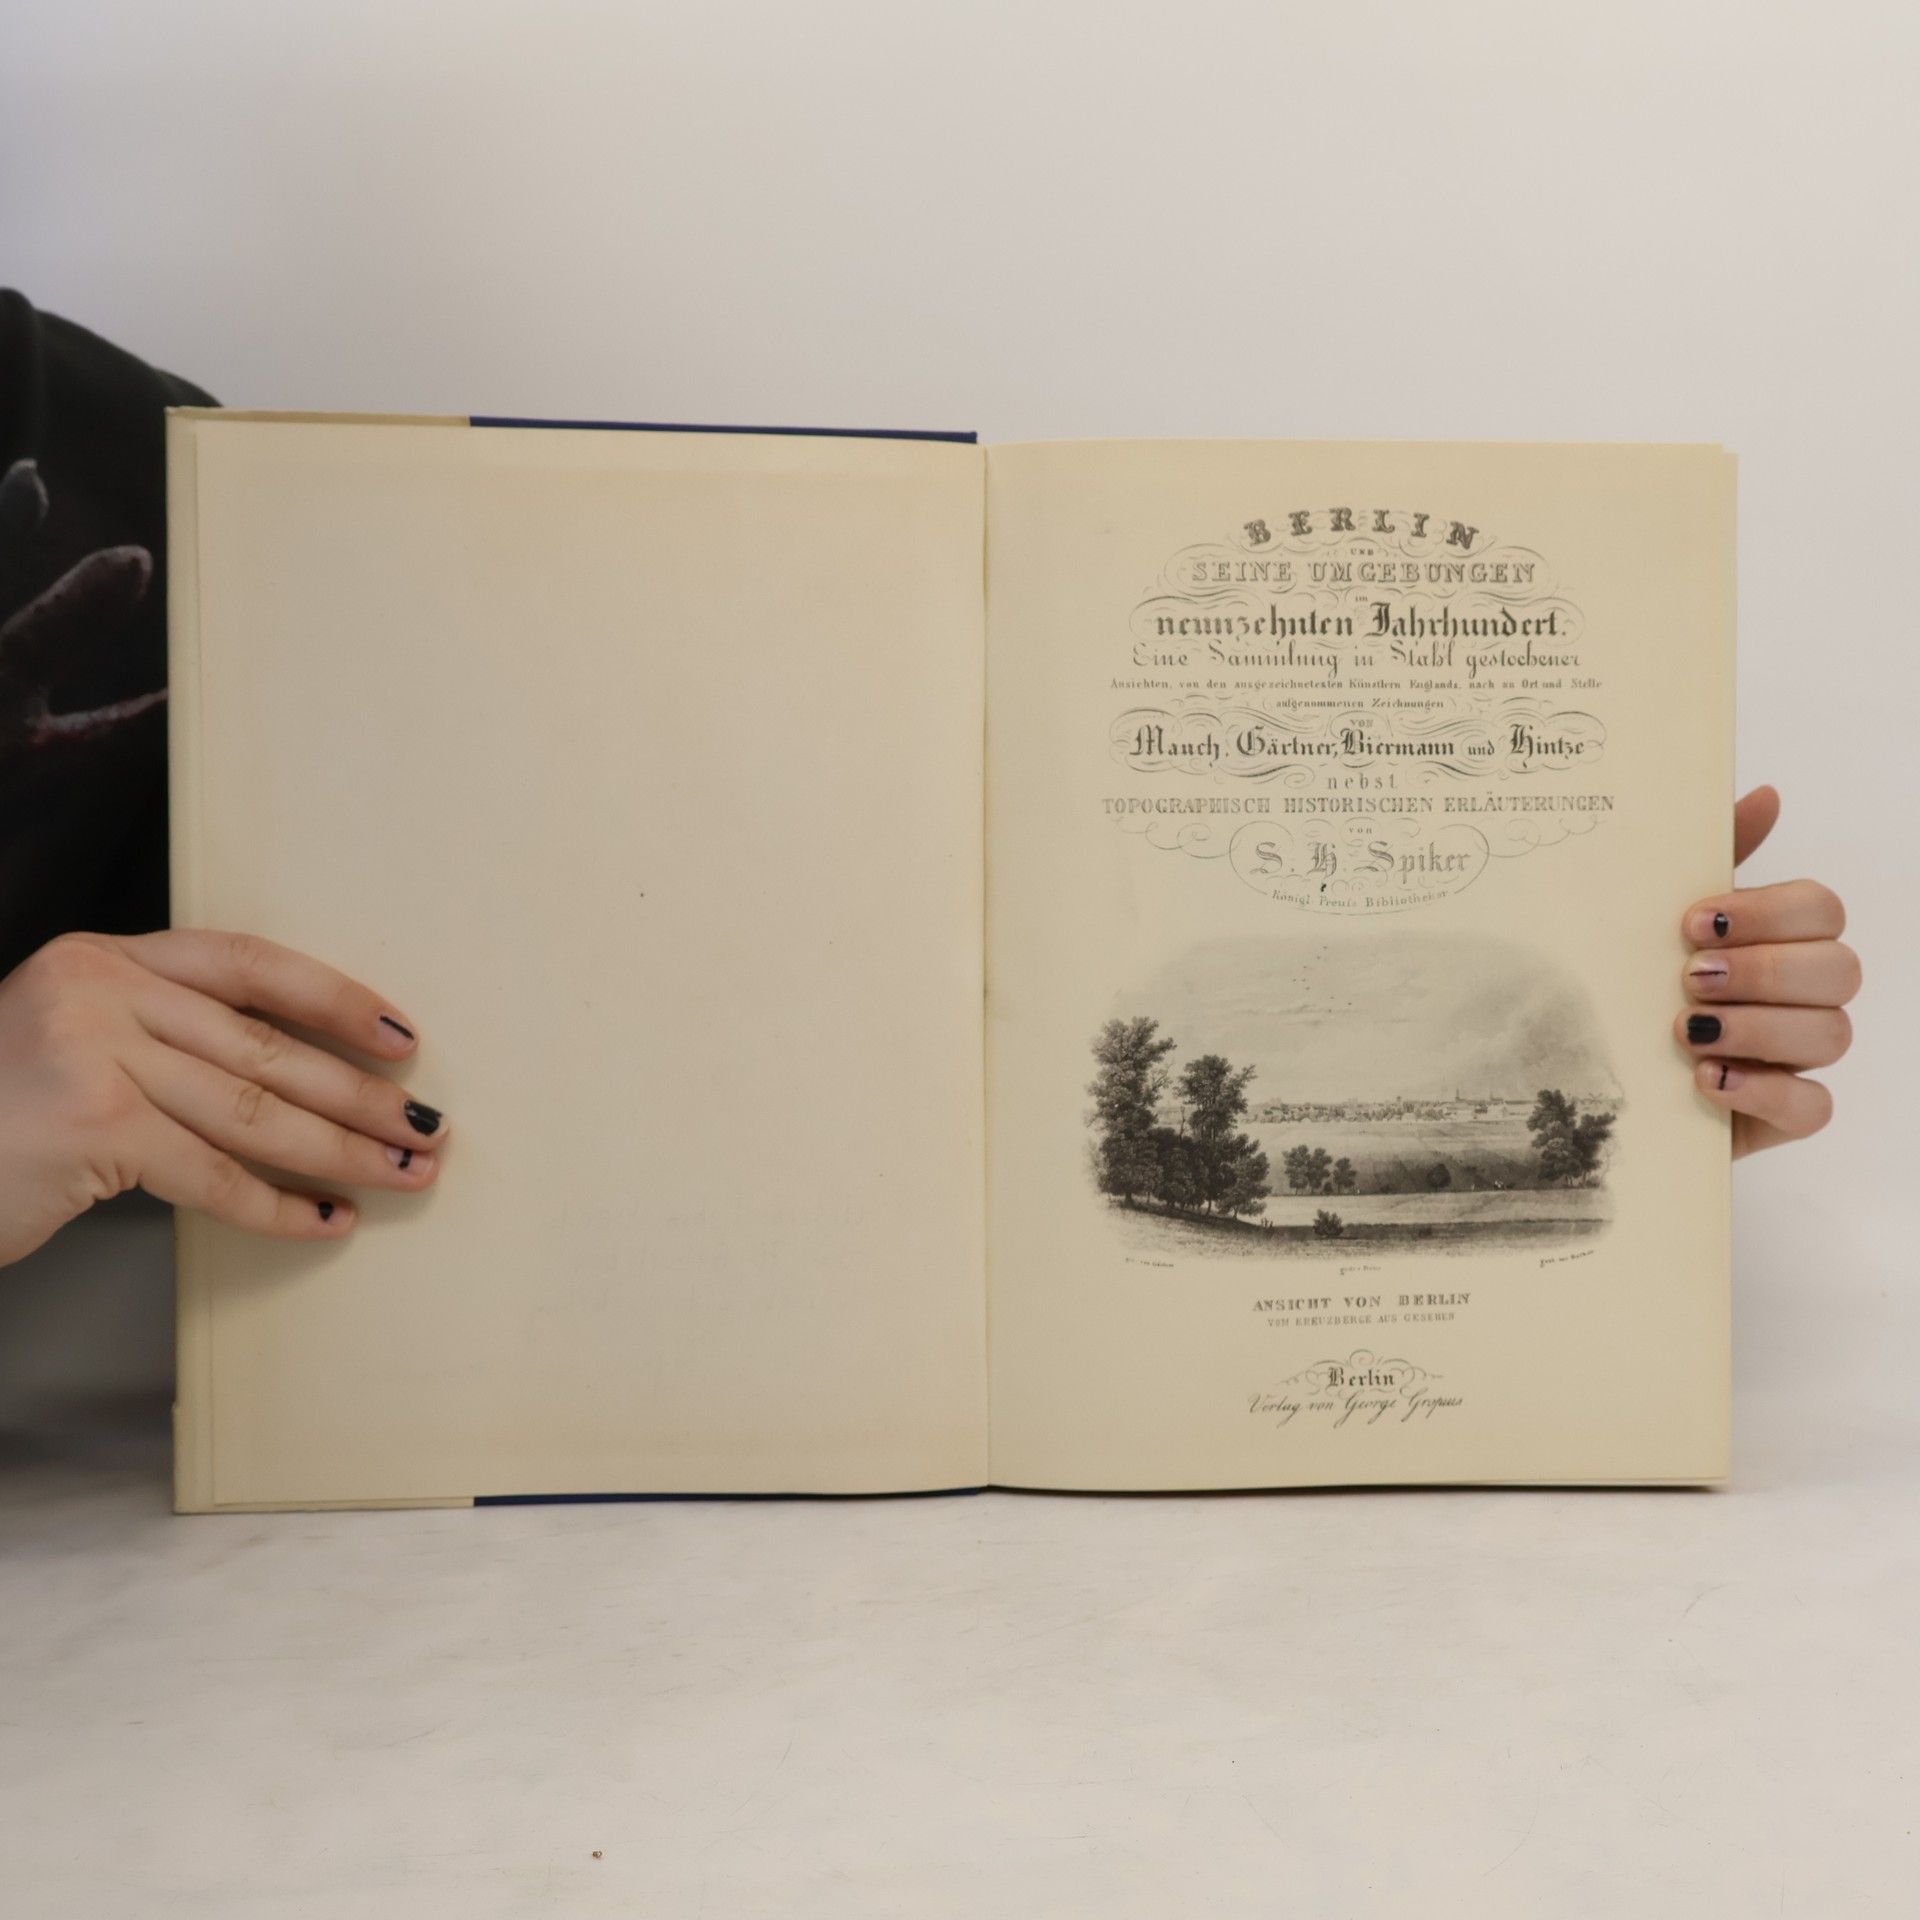 BERLIN
UND
SEINE UMGEBUNGEN
im
neunzehnten Jahrhundert.
Eine Sammlung in Stahl gestochener
Ansichten, von den ausgezeichnetesten Künstlern Englands, nach an Ort und Stelle
aufgenommenen Zeichnungen
VON
Mauch, Gärtner, Biermann und Hintze
nebst
TOPOGRAPHISCH HISTORISCHEN ERLÄUTERUNGEN
von
S. H. Spiker
Königl. Preuſs. Bibliothekar
ANSICHT VON BERLIN
VOM KREUZBERGE AUS GESEHEN
Berlin
Verlag von George Gropius